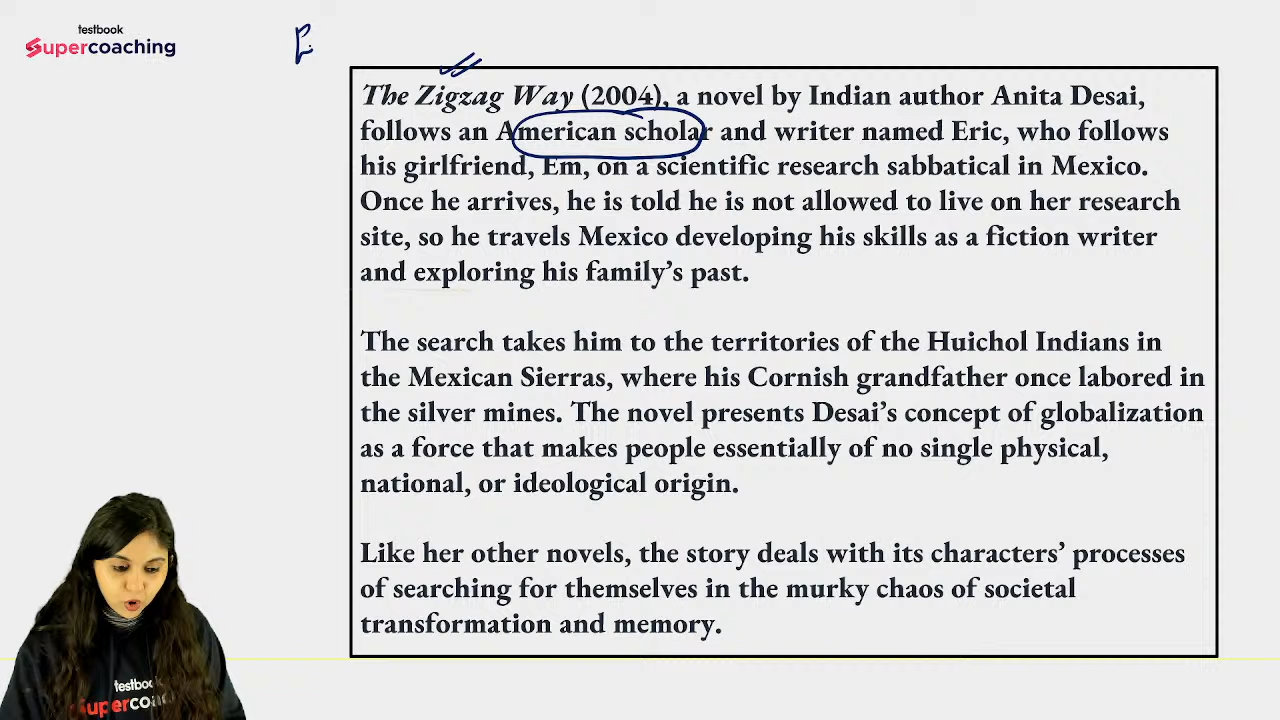 testbook
Supercoaching
The Zigzag Way (2004), a novel by Indian author Anita Desai,
follows an American scholar and writer named Eric, who follows
his girlfriend, Em, on a scientific research sabbatical in Mexico.
Once he arrives, he is told he is not allowed to live on her research
site, so he travels Mexico developing his skills as a fiction writer
and exploring his family’s past.
The search takes him to the territories of the Huichol Indians in
the Mexican Sierras, where his Cornish grandfather once labored in
the silver mines. The novel presents Desai’s concept of globalization
as a force that makes people essentially of no single physical,
national, or ideological origin.
Like her other novels, the story deals with its characters’ processes
of searching for themselves in the murky chaos of societal
transformation and memory.
testbook
Supercoa